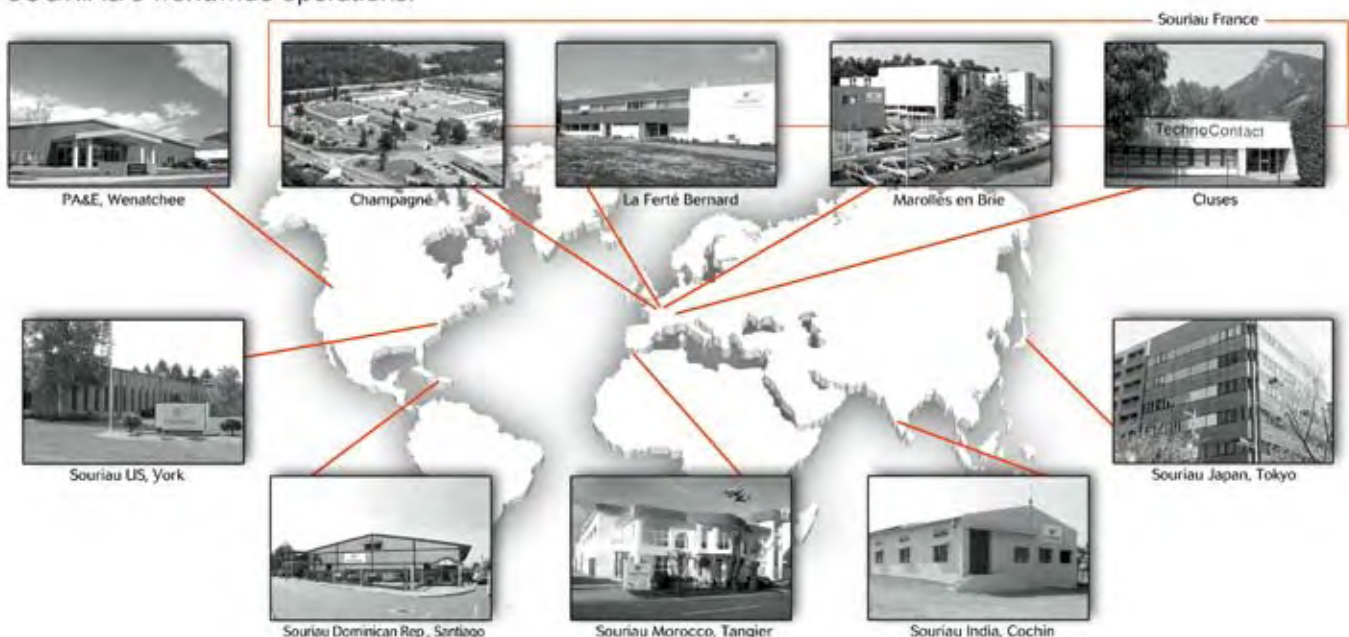 Souriau France
TechnoContact
PA&E, Wenatchee
Champagné
La Ferté Bernard
Marollés en Brie
Cluses
Souriau US, York
Souriau Japan, Tokyo
Souriau Dominican Rep., Santiago
Souriau Morocco, Tangier
Souriau India, Cochin